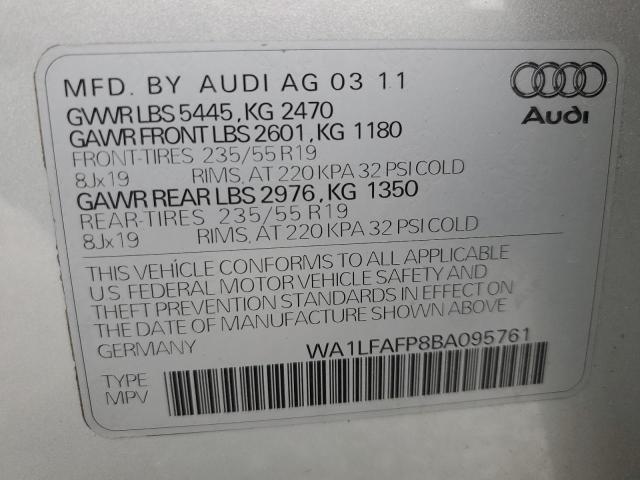 MFD. BY AUDI AG 03 11
Audi
GVWR LBS 5445, KG 2470
GAWR FRONT LBS 2601, KG 1180
FRONT-TIRES 235/55 R19
8Jx19 RIMS, AT 220 KPA 32 PSI COLD
GAWR REAR LBS 2976, KG 1350
REAR-TIRES 235/55 R19
8Jx19 RIMS, AT 220 KPA 32 PSI COLD
THIS VEHICLE CONFORMS TO ALL APPLICABLE
US FEDERAL MOTOR VEHICLE SAFETY AND
THEFT PREVENTION STANDARDS IN EFFECT ON
THE DATE OF MANUFACTURE SHOWN ABOVE
GERMANY WA1LFAFP8BA095761
TYPE
MPV